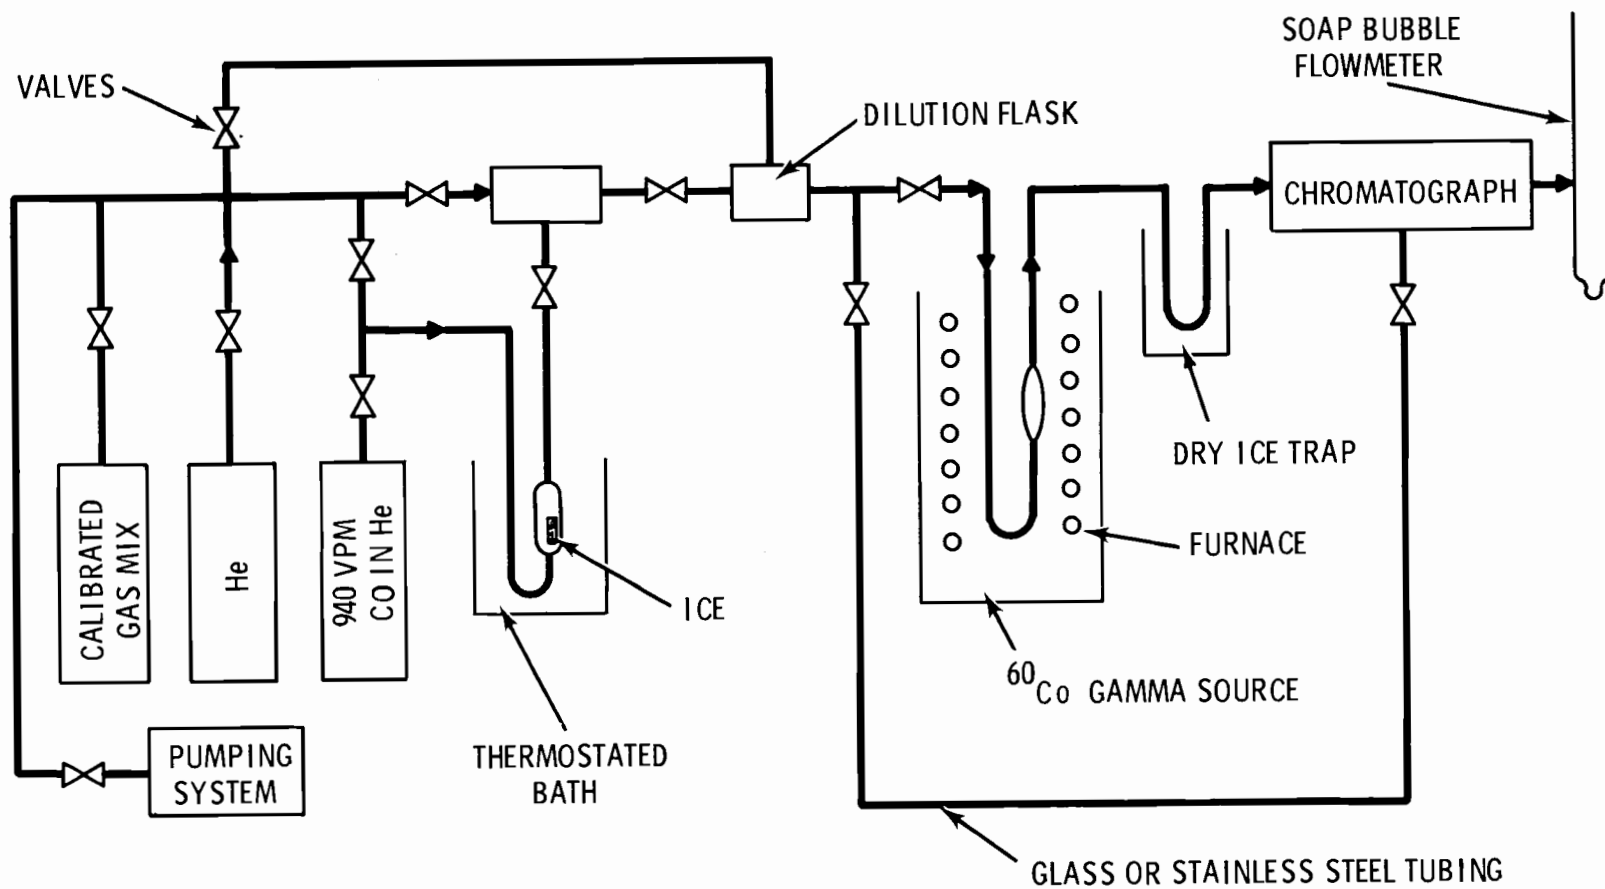 SOAP BUBBLE
FLOWMETER
VALVES
DILUTION FLASK
CHROMATOGRAPH
DRY ICE TRAP
CALIBRATED
GAS MIX
He
940 VPM
CO IN He
FURNACE
ICE
60Co GAMMA SOURCE
THERMOSTATED
BATH
PUMPING
SYSTEM
GLASS OR STAINLESS STEEL TUBING